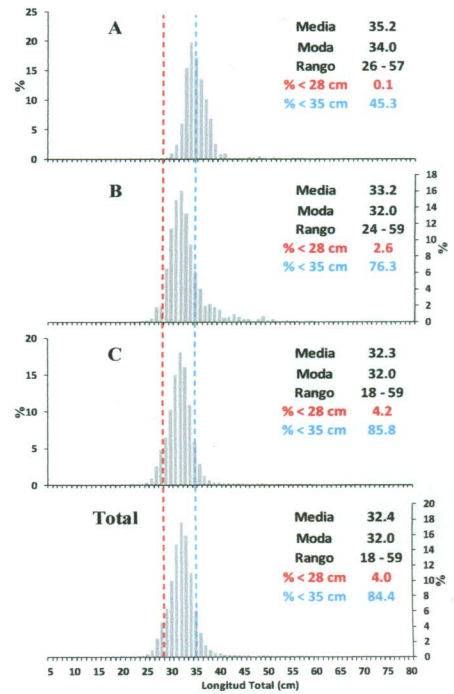 A
Media 35.2
Moda 34.0
Rango 26 - 57
% < 28 cm 0.1
% < 35 cm 45.3
%
25
20
15
10
5
0
B
Media 33.2
Moda 32.0
Rango 24 - 59
% < 28 cm 2.6
% < 35 cm 76.3
%
18
16
14
12
10
8
6
4
2
0
C
Media 32.3
Moda 32.0
Rango 18 - 59
% < 28 cm 4.2
% < 35 cm 85.8
%
20
15
10
5
0
Total
Media 32.4
Moda 32.0
Rango 18 - 59
% < 28 cm 4.0
% < 35 cm 84.4
%
20
18
16
14
12
10
8
6
4
2
0
5 10 15 20 25 30 35 40 45 50 55 60 65 70 75 80
Longitud Total (cm)